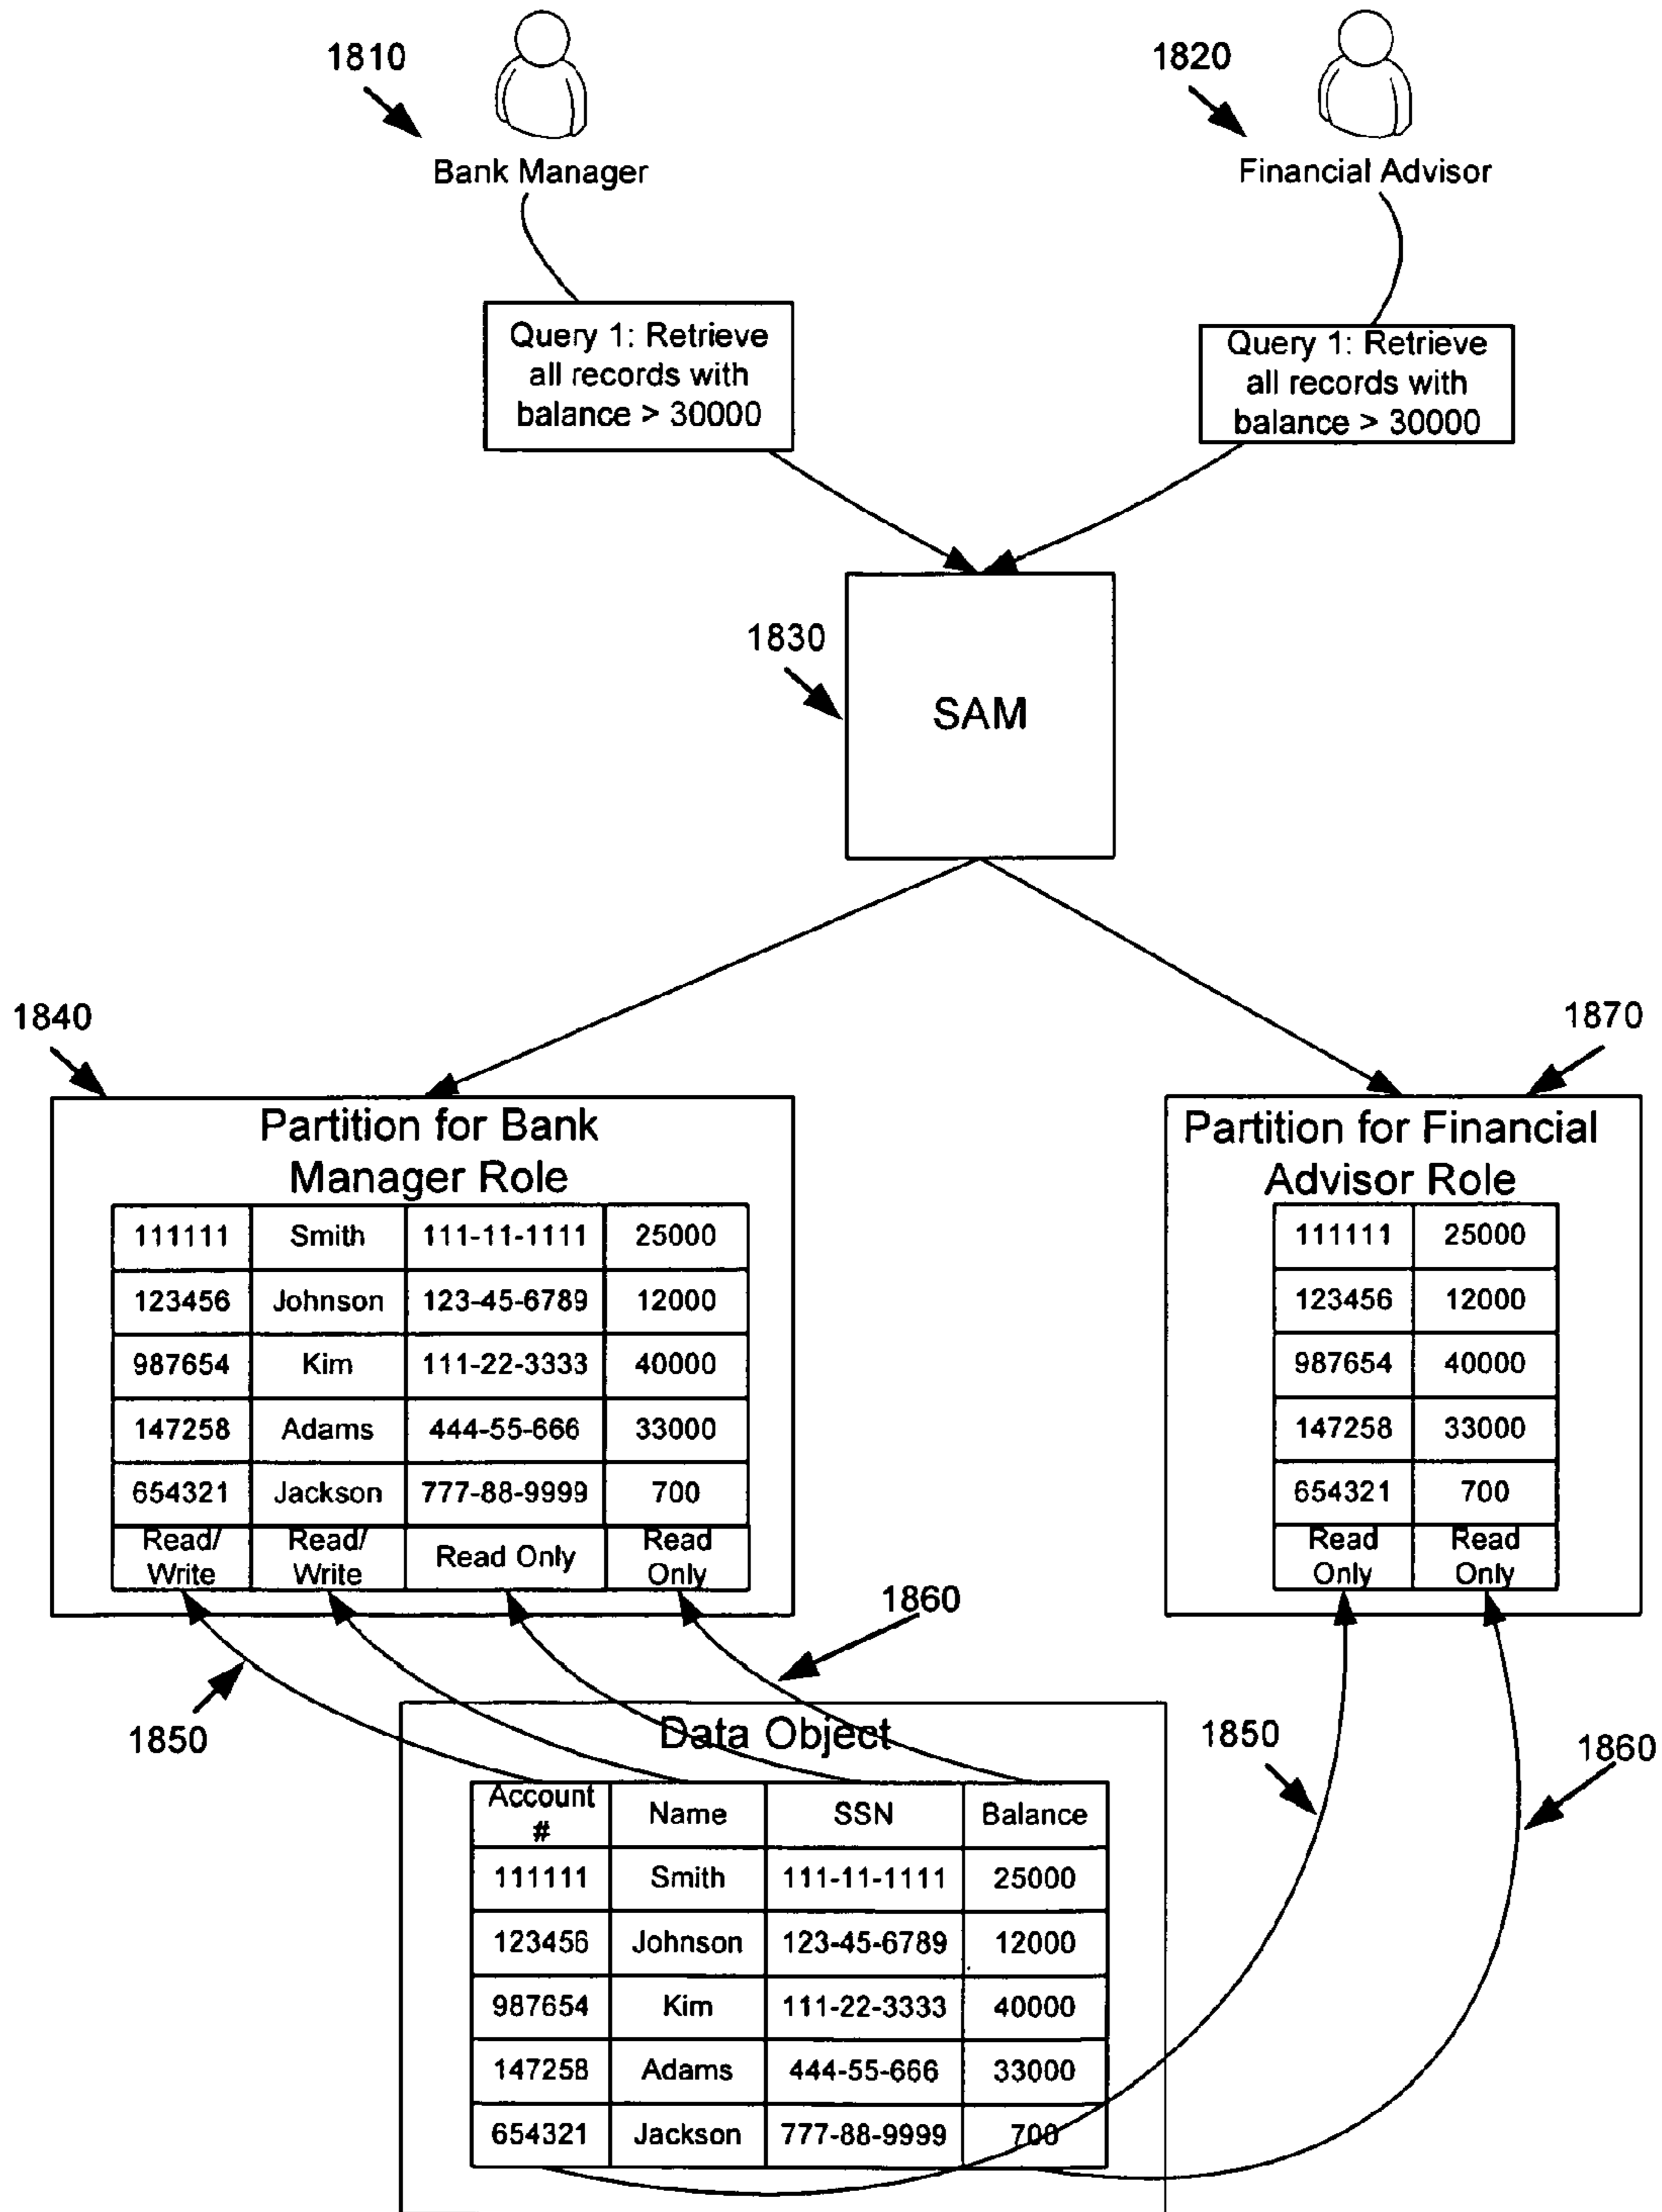 1810
1820
Bank Manager
Financial Advisor
Query 1: Retrieve
all records with
balance > 30000
Query 1: Retrieve
all records with
balance > 30000
1830
SAM
1840
1870
Partition for Bank
Manager Role
111111 Smith 111-11-1111 25000
123456 Johnson 123-45-6789 12000
987654 Kim 111-22-3333 40000
147258 Adams 444-55-666 33000
654321 Jackson 777-88-9999 700
Read/ Read/ Read Only Read
Write Write Only
Partition for Financial
Advisor Role
111111 25000
123456 12000
987654 40000
147258 33000
654321 700
Read Read
Only Only
1860
1850
1850
1860
Data Object
Account
# Name SSN Balance
111111 Smith 111-11-1111 25000
123456 Johnson 123-45-6789 12000
987654 Kim 111-22-3333 40000
147258 Adams 444-55-666 33000
654321 Jackson 777-88-9999 700